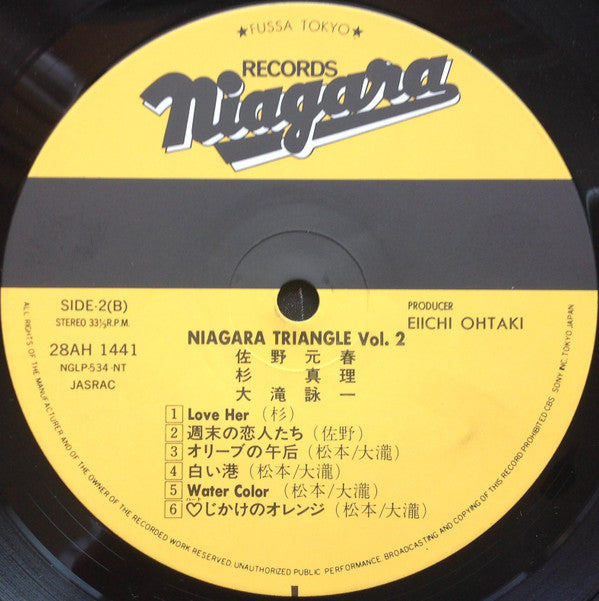 ★FUSSA TOKYO★
RECORDS
Niagara
SIDE-2(B)
STEREO 33⅓R.P.M.
28AH 1441
NGLP-534-NT
JASRAC
PRODUCER
EIICHI OHTAKI
NIAGARA TRIANGLE Vol. 2
佐野元春
杉真理
大滝詠一
1 Love Her (杉)
2 週末の恋人たち (佐野)
3 オリーブの午后 (松本/大瀧)
4 白い港 (松本/大瀧)
5 Water Color (松本/大瀧)
ハート
6 ♡じかけのオレンジ (松本/大瀧)
ALL RIGHTS OF THE MANUFACTURER AND OF THE OWNER OF THE RECORDED WORK RESERVED. UNAUTHORIZED PUBLIC PERFORMANCE, BROADCASTING AND COPYING OF THIS RECORD PROHIBITED CBS SONY INC. TOKYO JAPAN